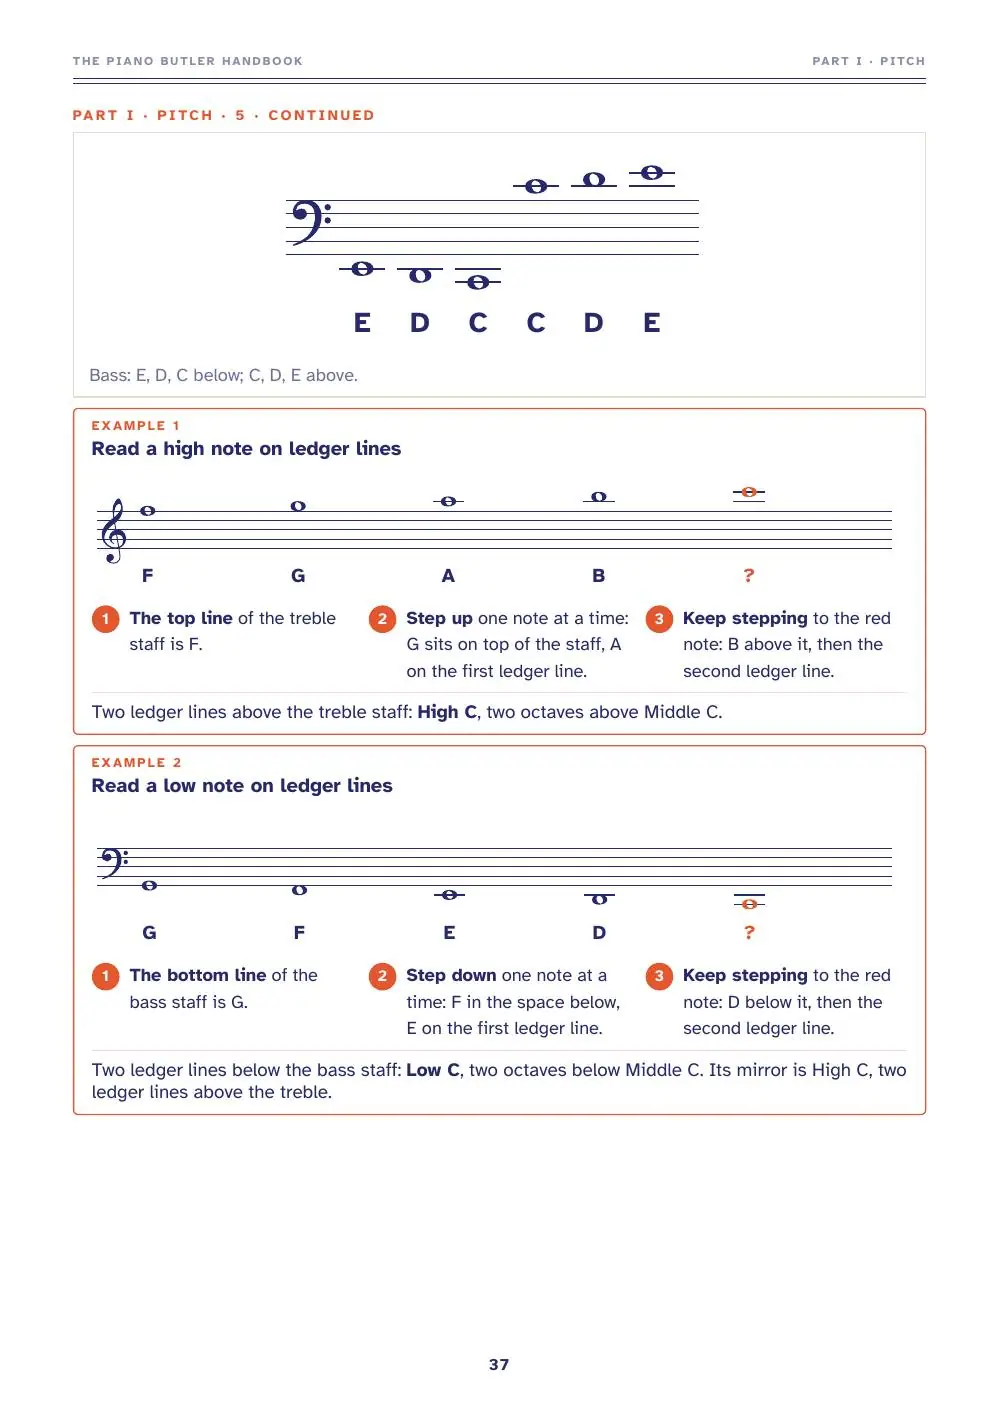 THE PIANO BUTLER HANDBOOK
PART I · PITCH
PART I · PITCH · 5 · CONTINUED
E D C C D E
Bass: E, D, C below; C, D, E above.
EXAMPLE 1
Read a high note on ledger lines
F G A B ?
1 The top line of the treble
staff is F.
2 Step up one note at a time:
G sits on top of the staff, A
on the first ledger line.
3 Keep stepping to the red
note: B above it, then the
second ledger line.
Two ledger lines above the treble staff: High C, two octaves above Middle C.
EXAMPLE 2
Read a low note on ledger lines
G F E D ?
1 The bottom line of the
bass staff is G.
2 Step down one note at a
time: F in the space below,
E on the first ledger line.
3 Keep stepping to the red
note: D below it, then the
second ledger line.
Two ledger lines below the bass staff: Low C, two octaves below Middle C. Its mirror is High C, two
ledger lines above the treble.
37